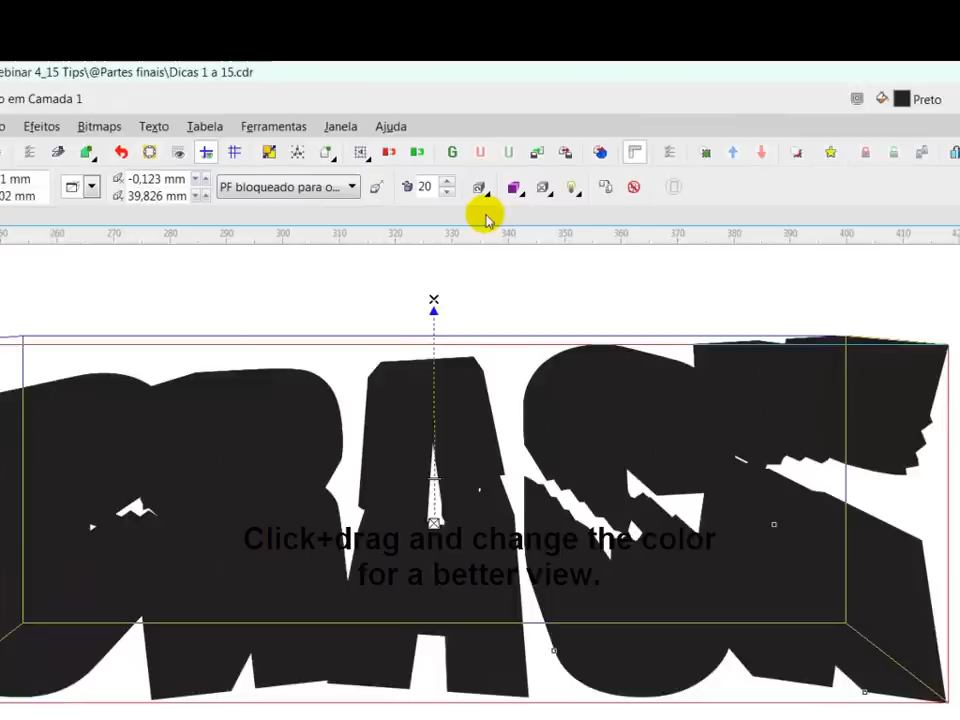 ebinar 4_15 Tips\@Partes finais\Dicas 1 a 15.cdr
o em Camada 1
Preto
o Efeitos Bitmaps Texto Tabela Ferramentas Janela Ajuda
G U U
1 mm -0,123 mm PF bloqueado para o... 20
02 mm 39,826 mm
260 270 280 290 300 310 320 330 340 350 360 370 380 390 400 410 420
Click+drag and change the color
for a better view.